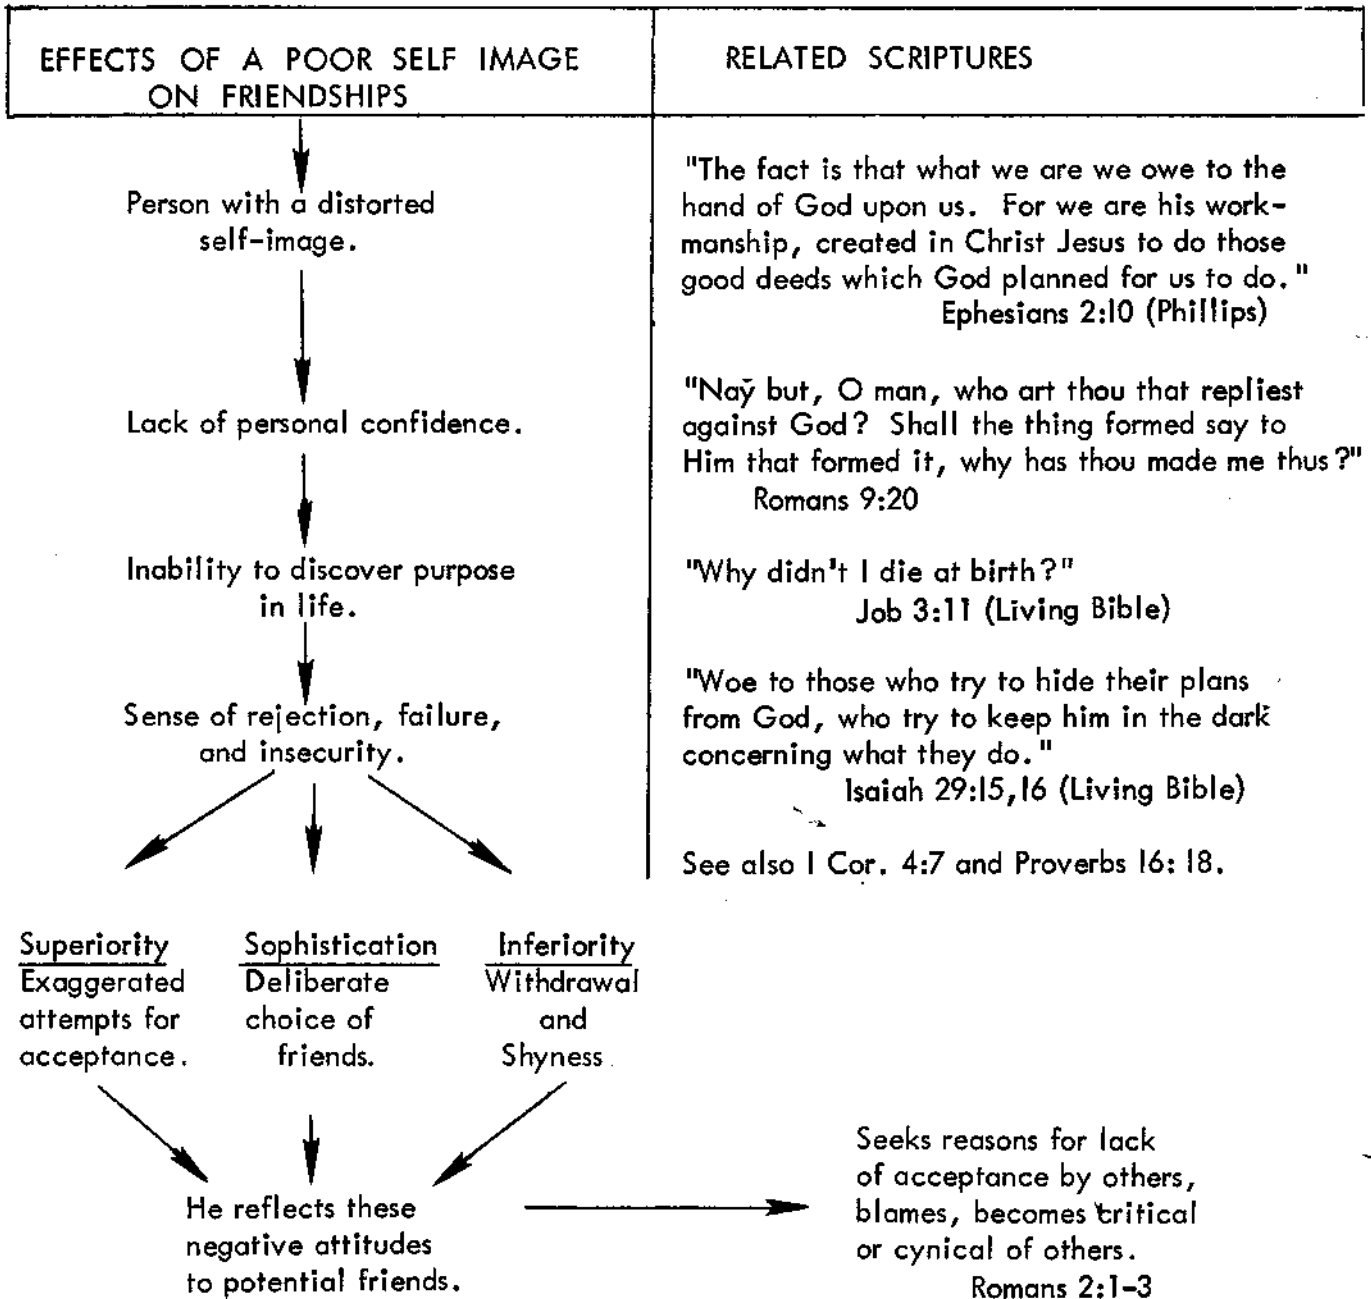 EFFECTS OF A POOR SELF IMAGE
ON FRIENDSHIPS
RELATED SCRIPTURES
Person with a distorted
self-image.
Lack of personal confidence.
Inability to discover purpose
in life.
Sense of rejection, failure,
and insecurity.
"The fact is that what we are we owe to the
hand of God upon us. For we are his work-
manship, created in Christ Jesus to do those
good deeds which God planned for us to do."
Ephesians 2:10 (Phillips)
"Nay but, O man, who art thou that repliest
against God? Shall the thing formed say to
Him that formed it, why has thou made me thus?"
Romans 9:20
"Why didn't I die at birth?"
Job 3:11 (Living Bible)
"Woe to those who try to hide their plans
from God, who try to keep him in the dark
concerning what they do."
Isaiah 29:15,16 (Living Bible)
See also I Cor. 4:7 and Proverbs 16:18.
Superiority
Exaggerated
attempts for
acceptance.
Sophistication
Deliberate
choice of
friends.
Inferiority
Withdrawal
and
Shyness
He reflects these
negative attitudes
to potential friends.
Seeks reasons for lack
of acceptance by others,
blames, becomes critical
or cynical of others.
Romans 2:1-3